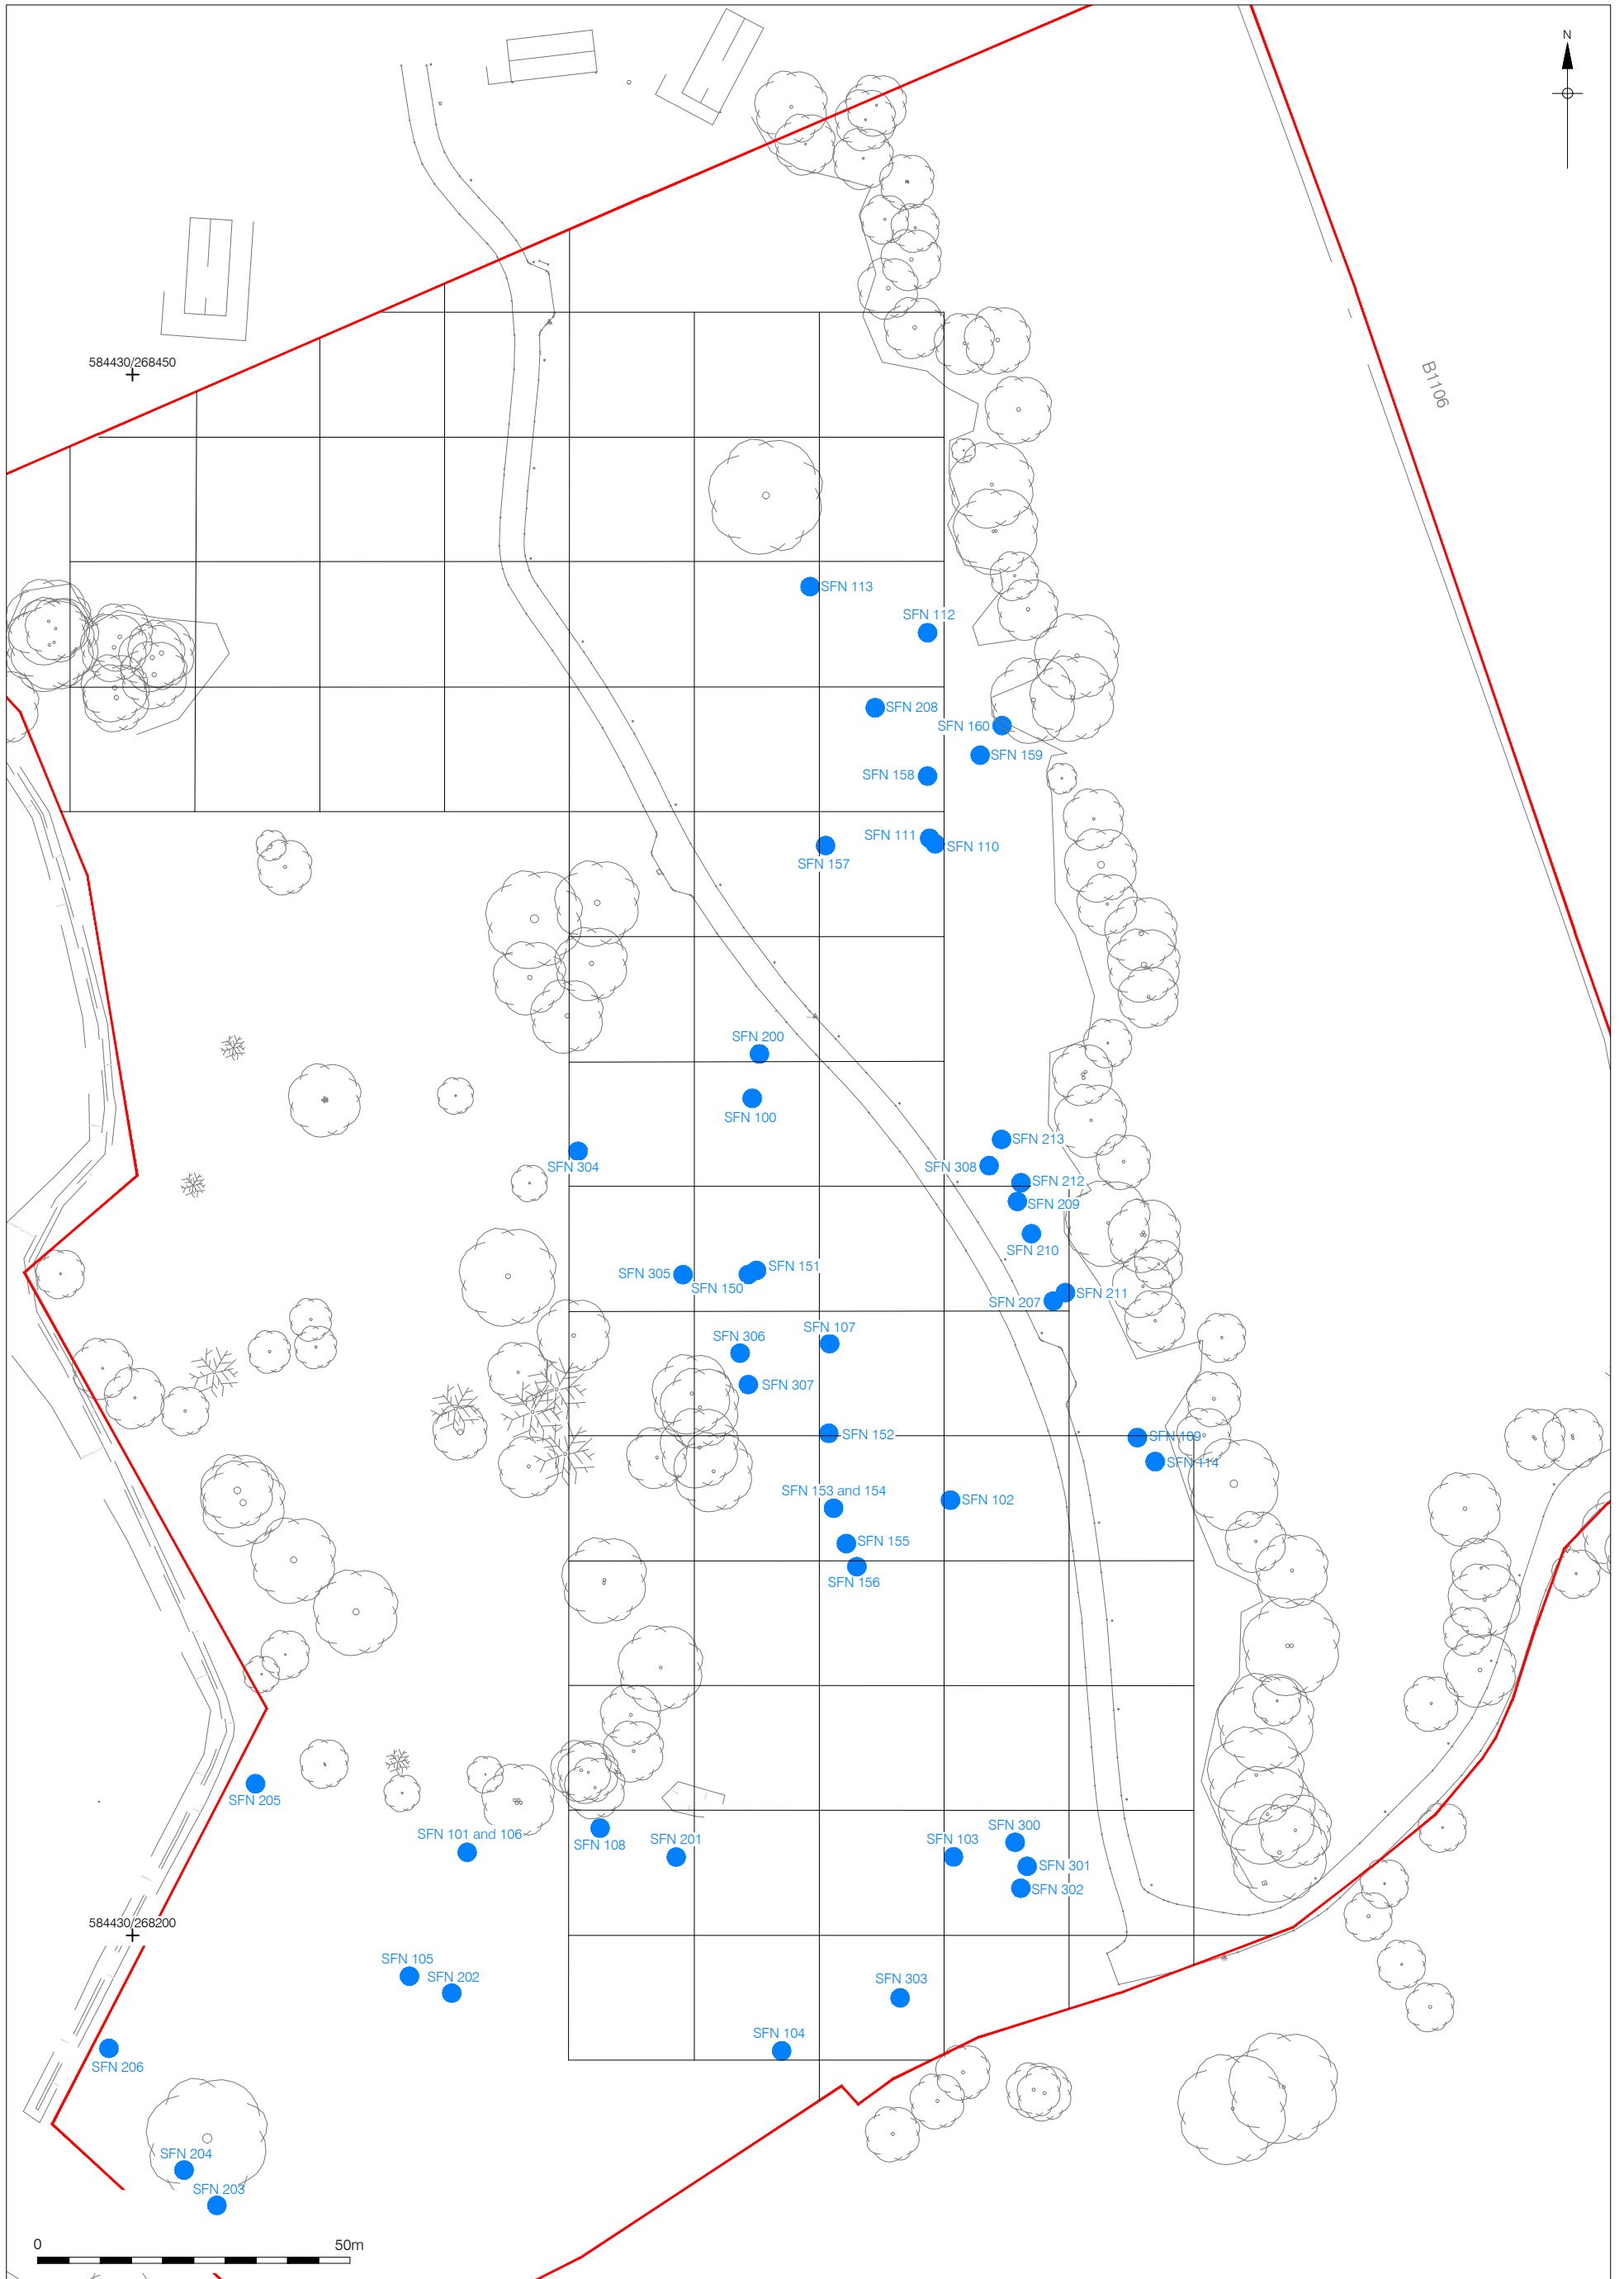 N
584430/268450
B1106
SFN 113
SFN 112
SFN 208
SFN 160
SFN 159
SFN 158
SFN 111
SFN 110
SFN 157
SFN 200
SFN 100
SFN 213
SFN 308
SFN 304
SFN 212
SFN 209
SFN 210
SFN 151
SFN 305
SFN 150
SFN 211
SFN 207
SFN 107
SFN 306
SFN 307
SFN 152
SFN 109
SFN 114
SFN 153 and 154
SFN 102
SFN 155
SFN 156
SFN 205
SFN 101 and 106
SFN 108
SFN 201
SFN 103
SFN 300
SFN 301
SFN 302
584430/268200
SFN 105
SFN 202
SFN 303
SFN 104
SFN 206
SFN 204
SFN 203
0 50m